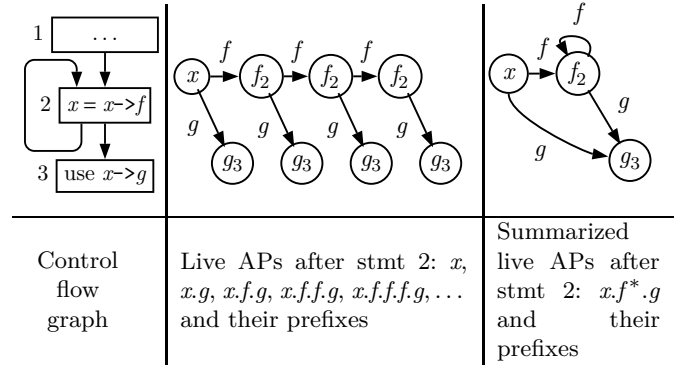 1 ...
2 x = x->f
3 use x->g
x f f₂ f f₂ f f₂
g g g g
g₃ g₃ g₃ g₃
f
x f f₂
g g
g₃
Control
flow
graph
Live APs after stmt 2: x,
x.g, x.f.g, x.f.f.g, x.f.f.f.g, ...
and their prefixes
Summarized
live APs after
stmt 2: x.f*.g
and their
prefixes